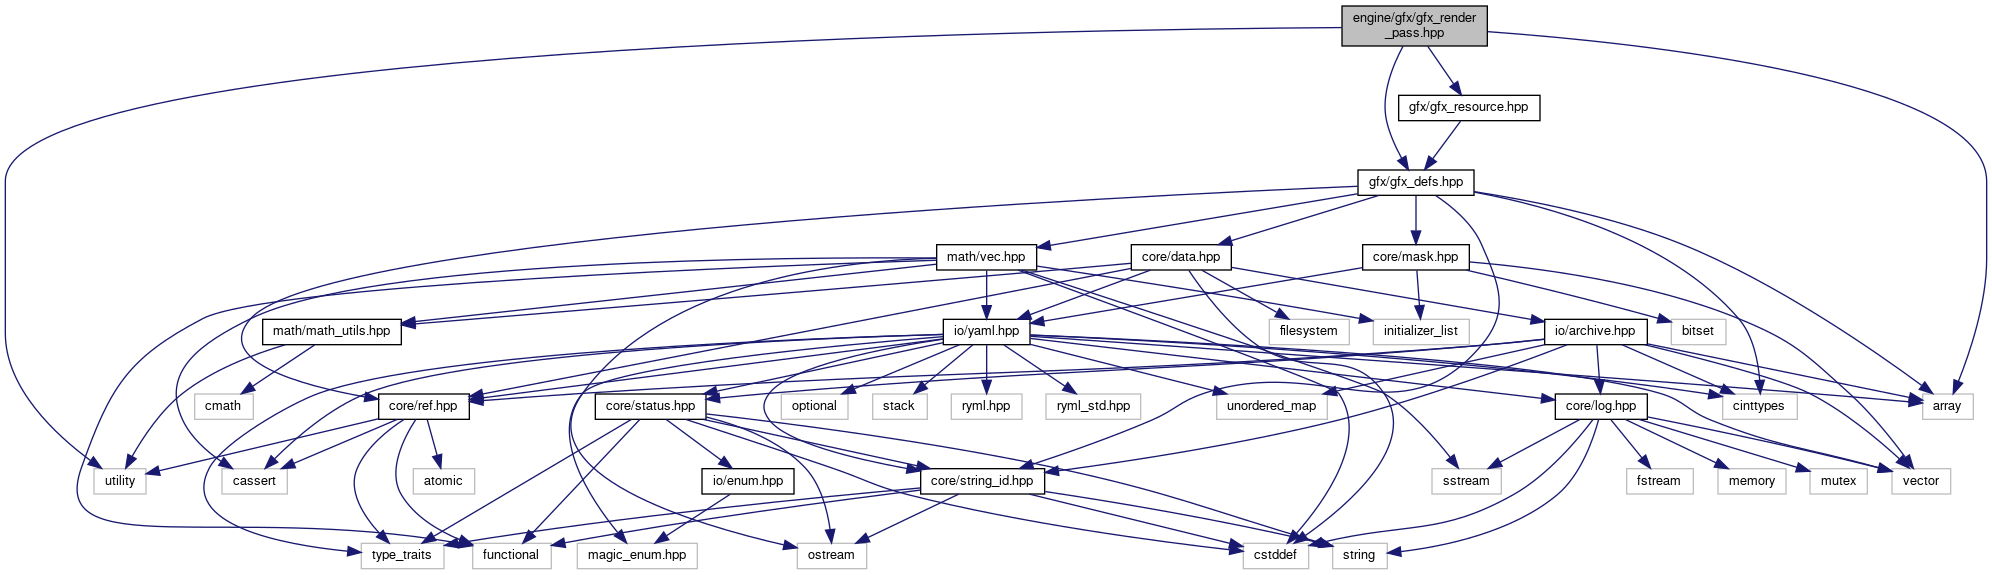 engine/gfx/gfx_render
_pass.hpp
gfx/gfx_resource.hpp
gfx/gfx_defs.hpp
math/vec.hpp
core/data.hpp
core/mask.hpp
math/math_utils.hpp
io/yaml.hpp
filesystem
initializer_list
io/archive.hpp
bitset
cmath
core/ref.hpp
core/status.hpp
optional
stack
ryml.hpp
ryml_std.hpp
unordered_map
core/log.hpp
cinttypes
array
utility
cassert
atomic
io/enum.hpp
core/string_id.hpp
sstream
fstream
memory
mutex
vector
type_traits
functional
magic_enum.hpp
ostream
cstddef
string